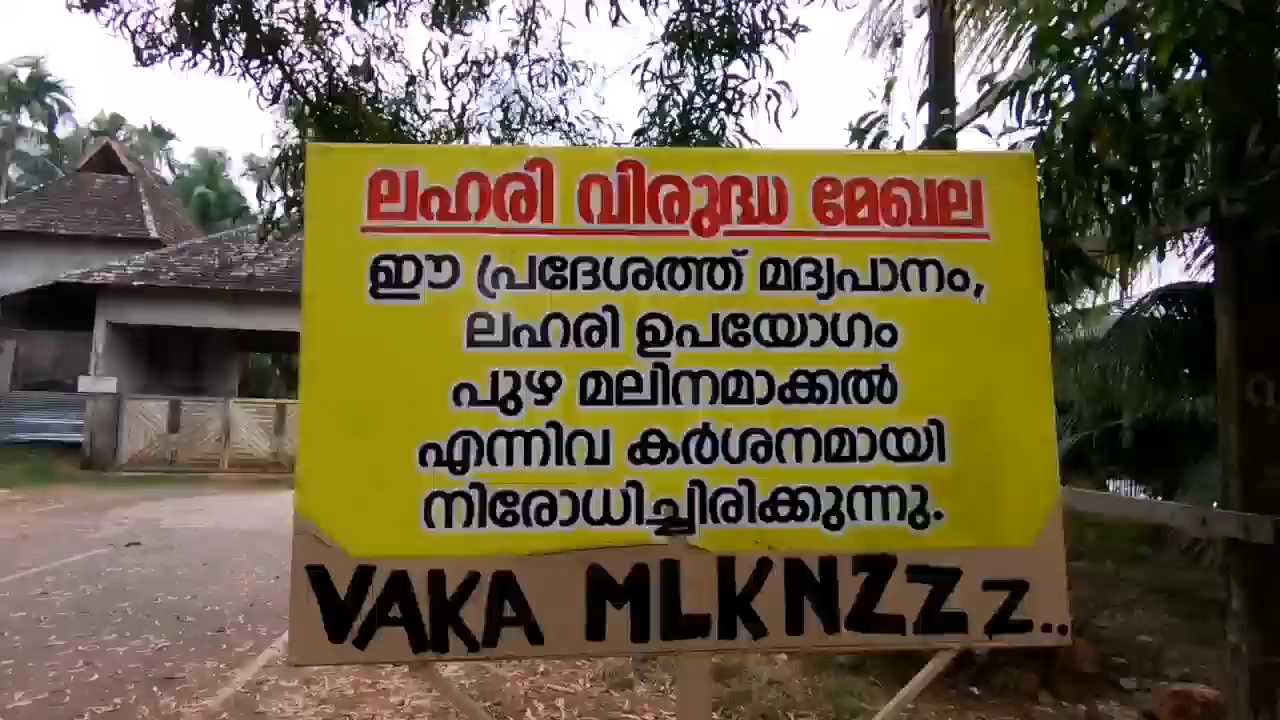 ലഹരി വിരുദ്ധ മേഖല
ഈ പ്രദേശത്ത് മദ്യപാനം,
ലഹരി ഉപയോഗം
പുഴ മലിനമാക്കൽ
എന്നിവ കർശനമായി
നിരോധിച്ചിരിക്കുന്നു.
VAKA MLKNZZZ..